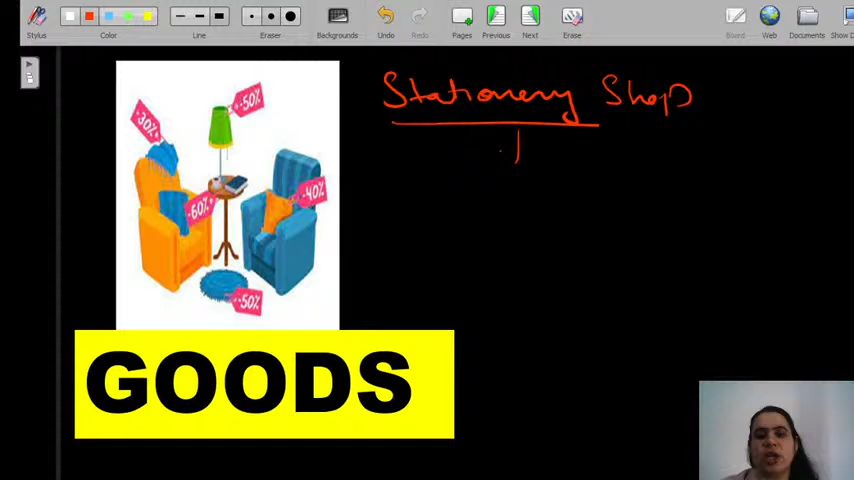 Stylus
Color
Line
Eraser
Backgrounds
Undo
Redo
Pages
Previous
Next
Erase
Board
Web
Documents
Show D
Stationery Shop
-50%
-30%
-40%
-60%
-50%
GOODS